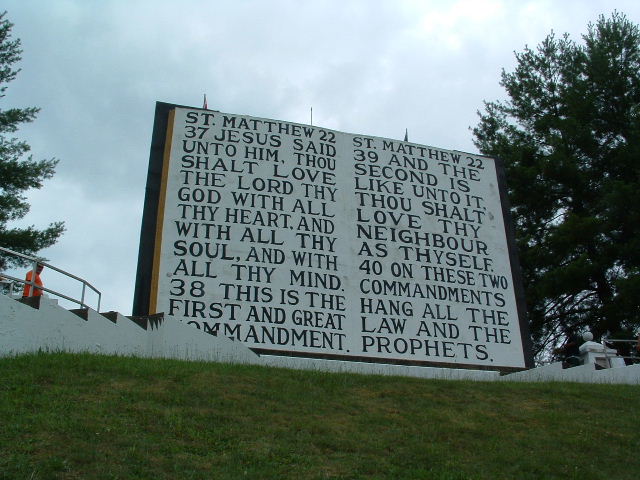 ST. MATTHEW 22
37 JESUS SAID
UNTO HIM, THOU
SHALT LOVE
THE LORD THY
GOD WITH ALL
THY HEART, AND
WITH ALL THY
SOUL, AND WITH
ALL THY MIND.
38 THIS IS THE
FIRST AND GREAT
COMMANDMENT.
ST. MATTHEW 22
39 AND THE
SECOND IS
LIKE UNTO IT,
THOU SHALT
LOVE THY
NEIGHBOUR
AS THYSELF.
40 ON THESE TWO
COMMANDMENTS
HANG ALL THE
LAW AND THE
PROPHETS.